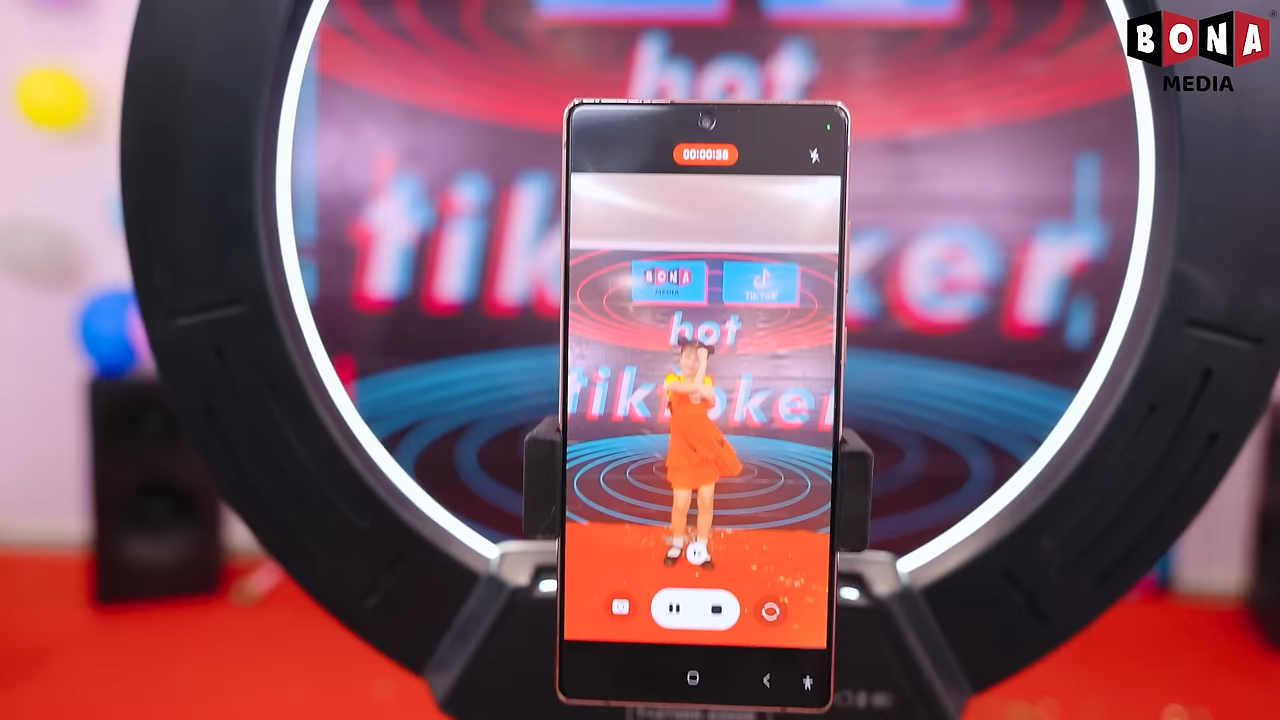 BONA
MEDIA
hot
00:00:38
BONA
MEDIA
TikTok
hot
tiktoker